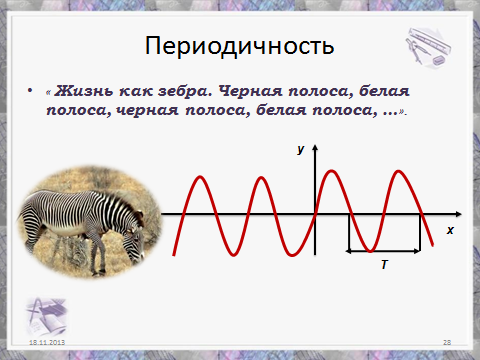 Периодичность
• « Жизнь как зебра. Черная полоса, белая
полоса, черная полоса, белая полоса, ...».
y
x
T
18.11.2013
28